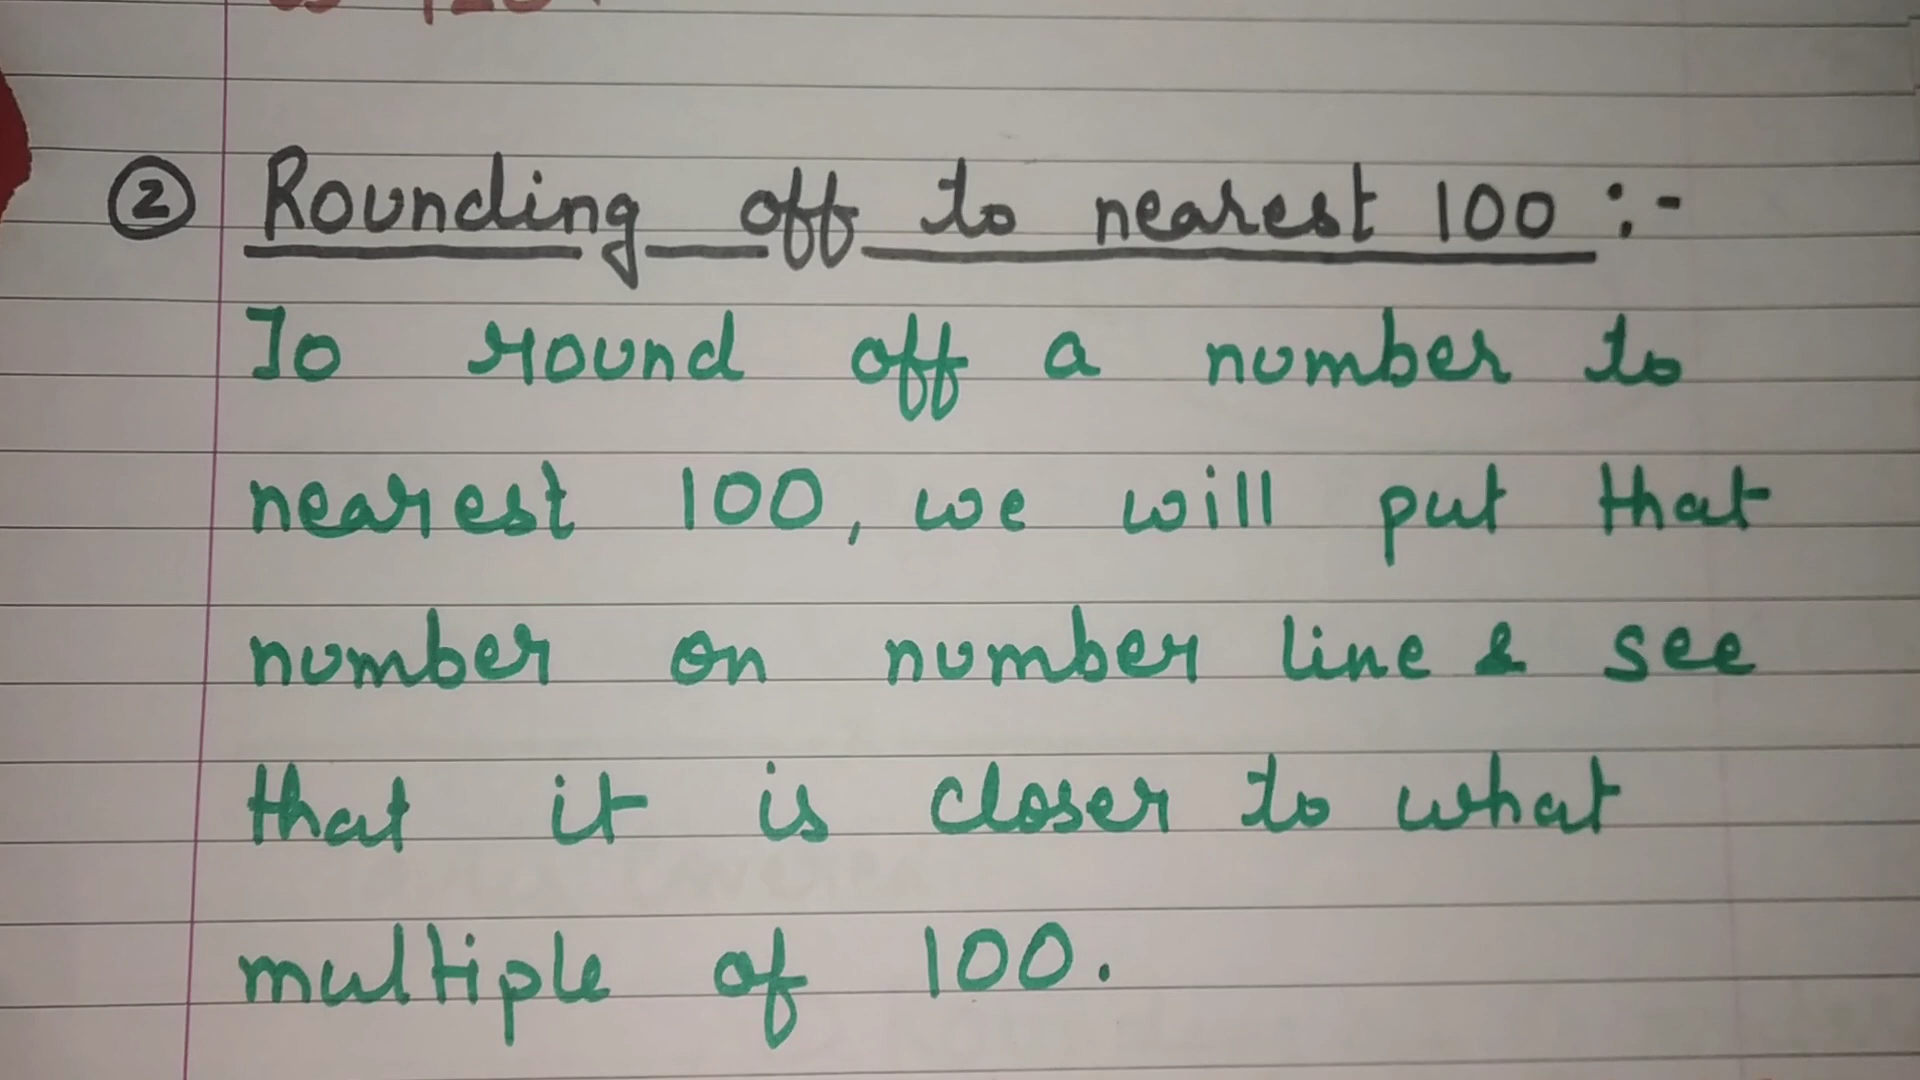 ② Rounding off to nearest 100 :-
To round off a number to
nearest 100, we will put that
number on number line & see
that it is closer to what
multiple of 100.